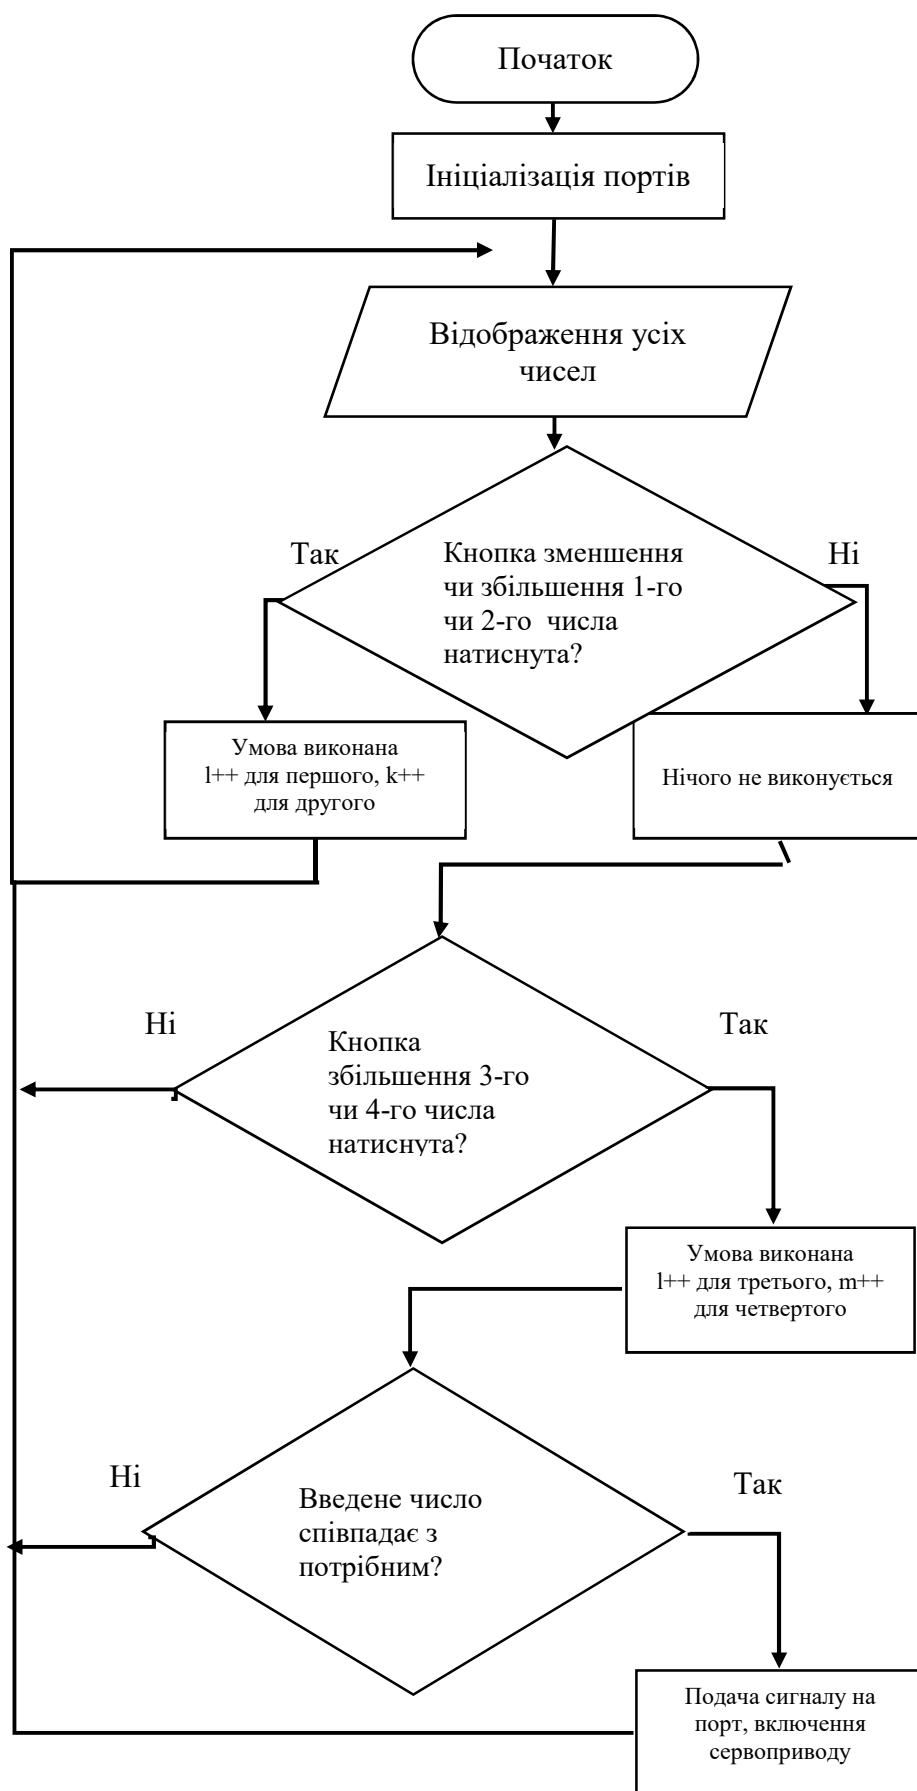 Початок
Ініціалізація портів
Відображення усіх
чисел
Так
Ні
Кнопка зменшення
чи збільшення 1-го
чи 2-го числа
натиснута?
Умова виконана
l++ для першого, k++
для другого
Нічого не виконується
Ні
Так
Кнопка
збільшення 3-го
чи 4-го числа
натиснута?
Умова виконана
l++ для третього, m++
для четвертого
Ні
Так
Введене число
співпадає з
потрібним?
Подача сигналу на
порт, включення
сервоприводу